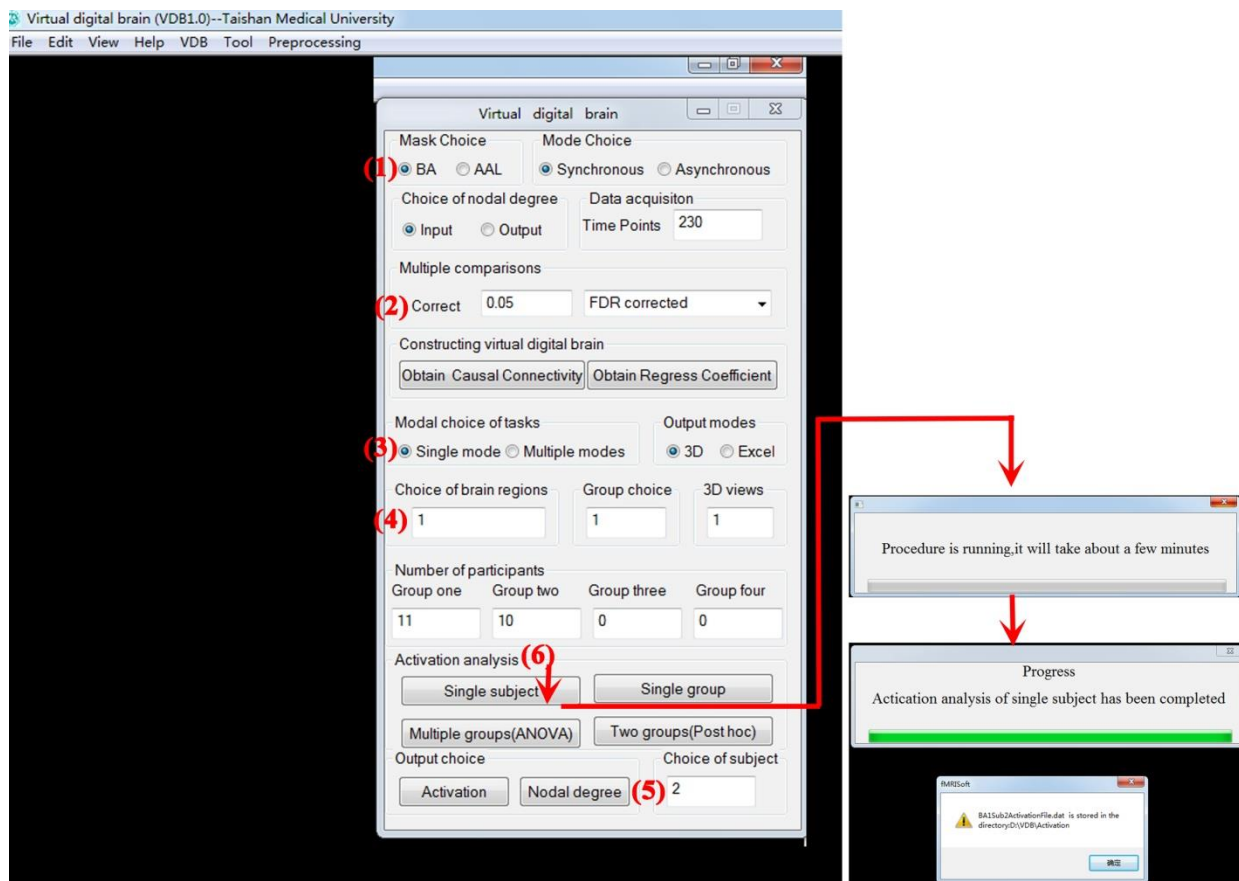 Virtual digital brain (VDB1.0)--Taishan Medical University
File Edit View Help VDB Tool Preprocessing
Virtual digital brain
Mask Choice Mode Choice
(1) BA AAL Synchronous Asynchronous
Choice of nodal degree Data acquisiton
Input Output Time Points 230
Multiple comparisons
(2) Correct 0.05 FDR corrected
Constructing virtual digital brain
Obtain Causal Connectivity Obtain Regress Coefficient
Modal choice of tasks Output modes
(3) Single mode Multiple modes 3D Excel
Choice of brain regions Group choice 3D views
(4) 1 1 1
Number of participants
Group one Group two Group three Group four
11 10 0 0
Activation analysis (6)
Single subject Single group
Multiple groups(ANOVA) Two groups(Post hoc)
Output choice Choice of subject
Activation Nodal degree (5) 2
Procedure is running,it will take about a few minutes
Progress
Actication analysis of single subject has been completed
fMRISoft
BA1Sub2ActivationFile.dat is stored in the
directory:D:\VDB\Activation
确定